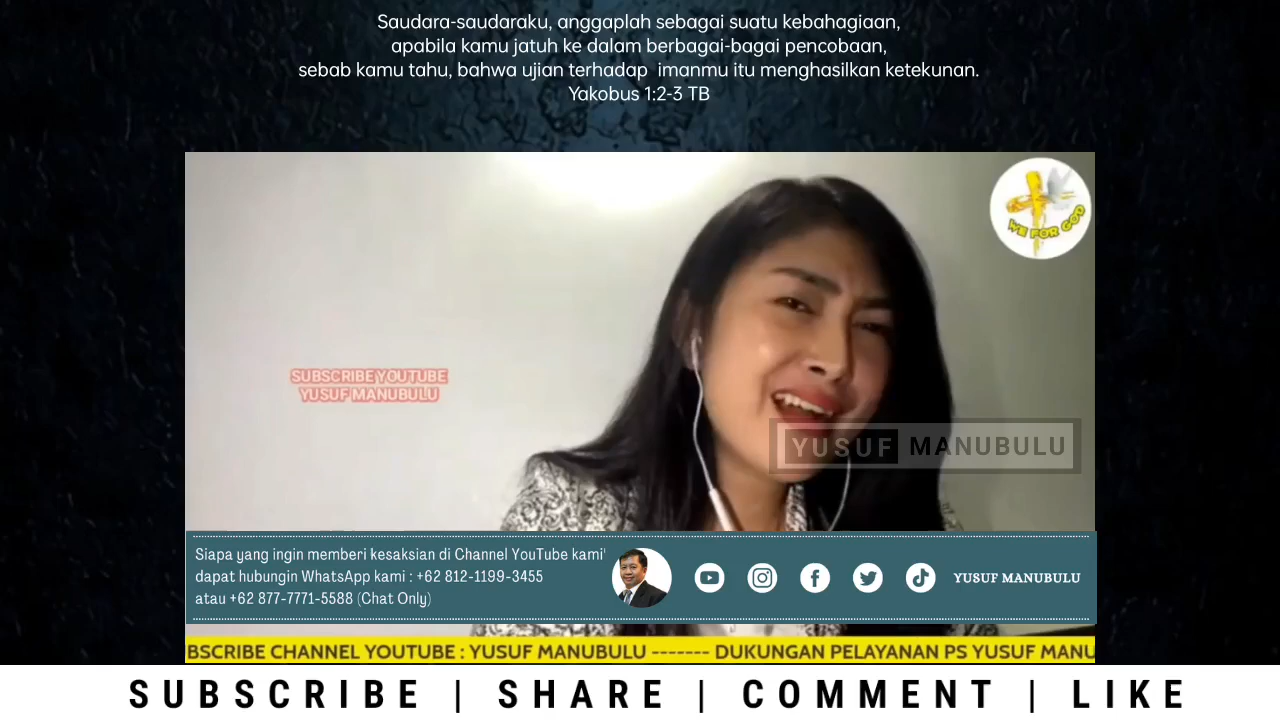 Saudara-saudaraku, anggaplah sebagai suatu kebahagiaan,
apabila kamu jatuh ke dalam berbagai-bagai pencobaan,
sebab kamu tahu, bahwa ujian terhadap imanmu itu menghasilkan ketekunan.
Yakobus 1:2-3 TB
WE FOR GOD
SUBSCRIBE YOUTUBE
YUSUF MANUBULU
YUSUF MANUBULU
Siapa yang ingin memberi kesaksian di Channel YouTube kami'
dapat hubungin WhatsApp kami : +62 812-1199-3455
atau +62 877-7771-5588 (Chat Only)
YUSUF MANUBULU
BSCRIBE CHANNEL YOUTUBE : YUSUF MANUBULU ------- DUKUNGAN PELAYANAN PS YUSUF MANU
SUBSCRIBE | SHARE | COMMENT | LIKE